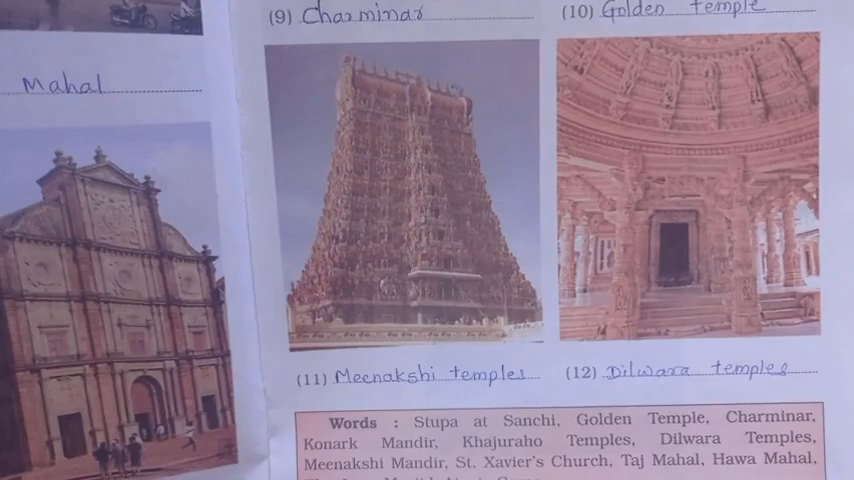 Mahal
(9) Charminar
(10) Golden temple
(11) Meenakshi temples
(12) Dilwara temples
Words : Stupa at Sanchi, Golden Temple, Charminar,
Konark Mandir, Khajuraho Temples, Dilwara Temples,
Meenakshi Mandir, St. Xavier's Church, Taj Mahal, Hawa Mahal,